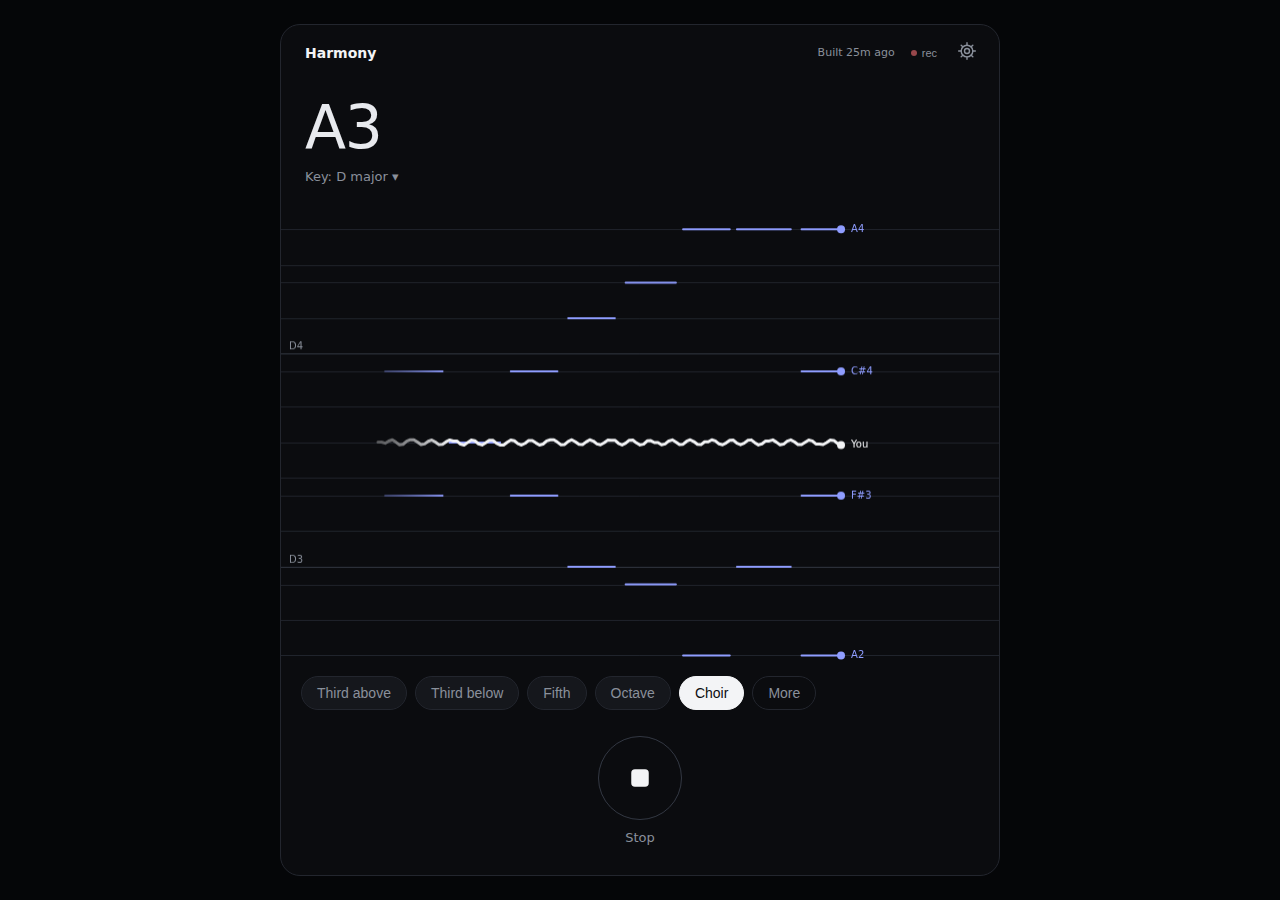 Harmony
Built 25m ago
rec
A3
Key: D major ▾
A4
D4
C#4
You
F#3
D3
A2
Third above
Third below
Fifth
Octave
Choir
More
Stop